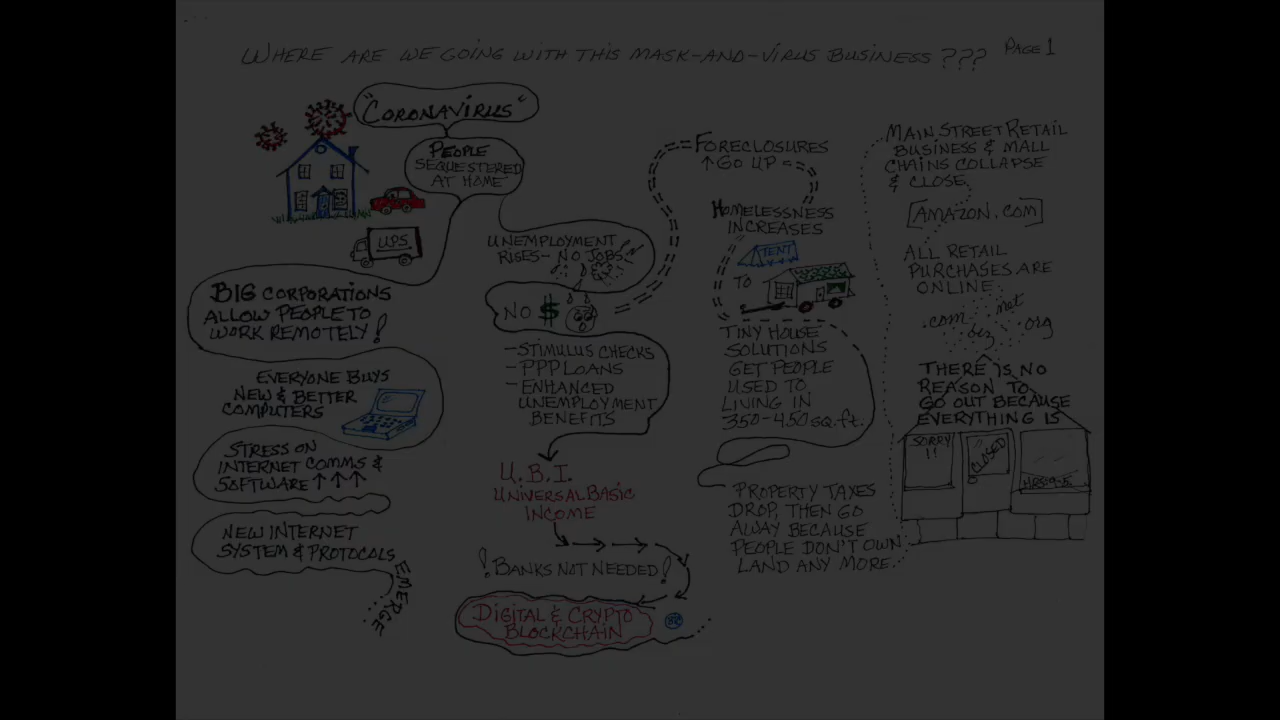 WHERE ARE WE GOING WITH THIS MASK-AND-VIRUS BUSINESS ???
PAGE 1
"CORONAVIRUS"
PEOPLE
SEQUESTERED
AT HOME
UPS
BIG CORPORATIONS
ALLOW PEOPLE TO
WORK REMOTELY!
EVERYONE BUYS
NEW & BETTER
COMPUTERS
STRESS ON
INTERNET COMMS &
SOFTWARE ↑↑↑
NEW INTERNET
SYSTEM & PROTOCOLS
EMERGE...
UNEMPLOYMENT
RISES- NO JOBS
NO $
-STIMULUS CHECKS
-PPP LOANS
-ENHANCED
UNEMPLOYMENT
BENEFITS
U.B.I.
UNIVERSAL BASIC
INCOME
! BANKS NOT NEEDED!
DIGITAL & CRYPTO
BLOCKCHAIN
FORECLOSURES
↑ GO UP
HOMELESSNESS
INCREASES
TENT
TO
TINY HOUSE
SOLUTIONS
GET PEOPLE
USED TO
LIVING IN
350-450 SQ.ft.
PROPERTY TAXES
DROP, THEN GO
AWAY BECAUSE
PEOPLE DON'T OWN
LAND ANY MORE.
MAIN STREET RETAIL
BUSINESS & MALL
CHAINS COLLAPSE
& CLOSE
[AMAZON.COM]
ALL RETAIL
PURCHASES ARE
ONLINE
.com
.net
.biz
.org
THERE IS NO
REASON TO
GO OUT BECAUSE
EVERYTHING IS
SORRY
!!
CLOSED
HRS-9-5